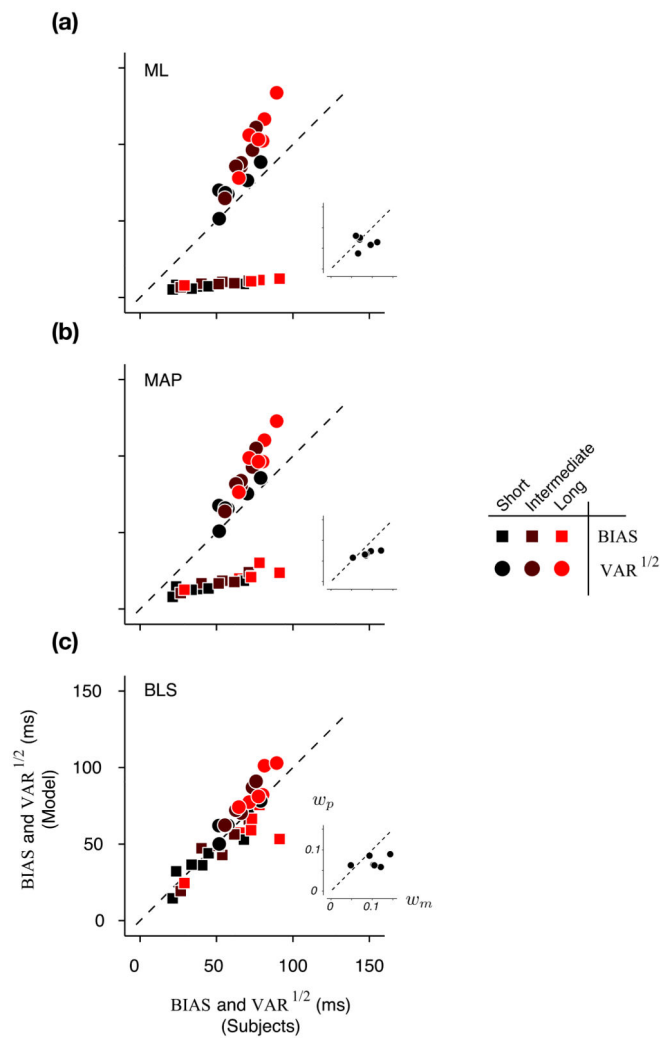 (a)
ML
(b)
MAP
Short
Intermediate
Long
BIAS
VAR 1/2
(c)
BLS
150
100
50
0
BIAS and VAR 1/2 (ms)
(Model)
w_p
0.1
0
0
0.1
w_m
0
50
100
150
BIAS and VAR 1/2 (ms)
(Subjects)